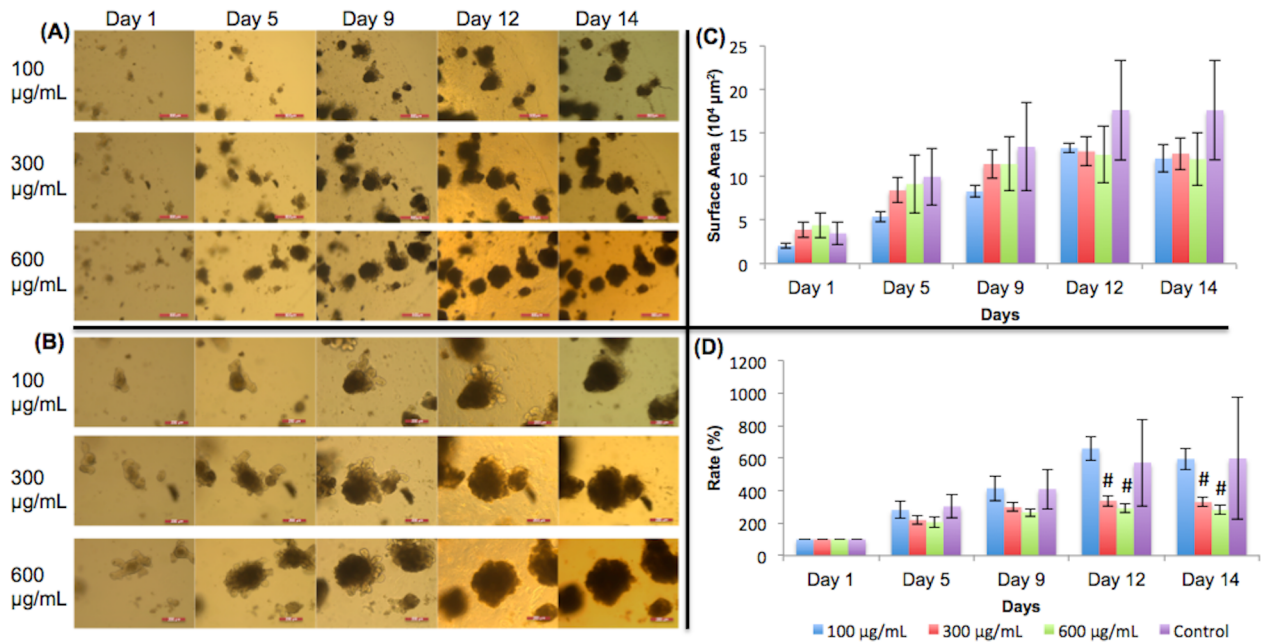 Day 1 Day 5 Day 9 Day 12 Day 14
(A)
100
µg/mL
300
µg/mL
600
µg/mL
(B)
100
µg/mL
300
µg/mL
600
µg/mL
(C)
Surface Area (10⁴ µm²)
25
20
15
10
5
0
Day 1 Day 5 Day 9 Day 12 Day 14
Days
(D)
Rate (%)
1200
1000
800
600
400
200
0
# # # #
Day 1 Day 5 Day 9 Day 12 Day 14
Days
100 µg/mL 300 µg/mL 600 µg/mL Control